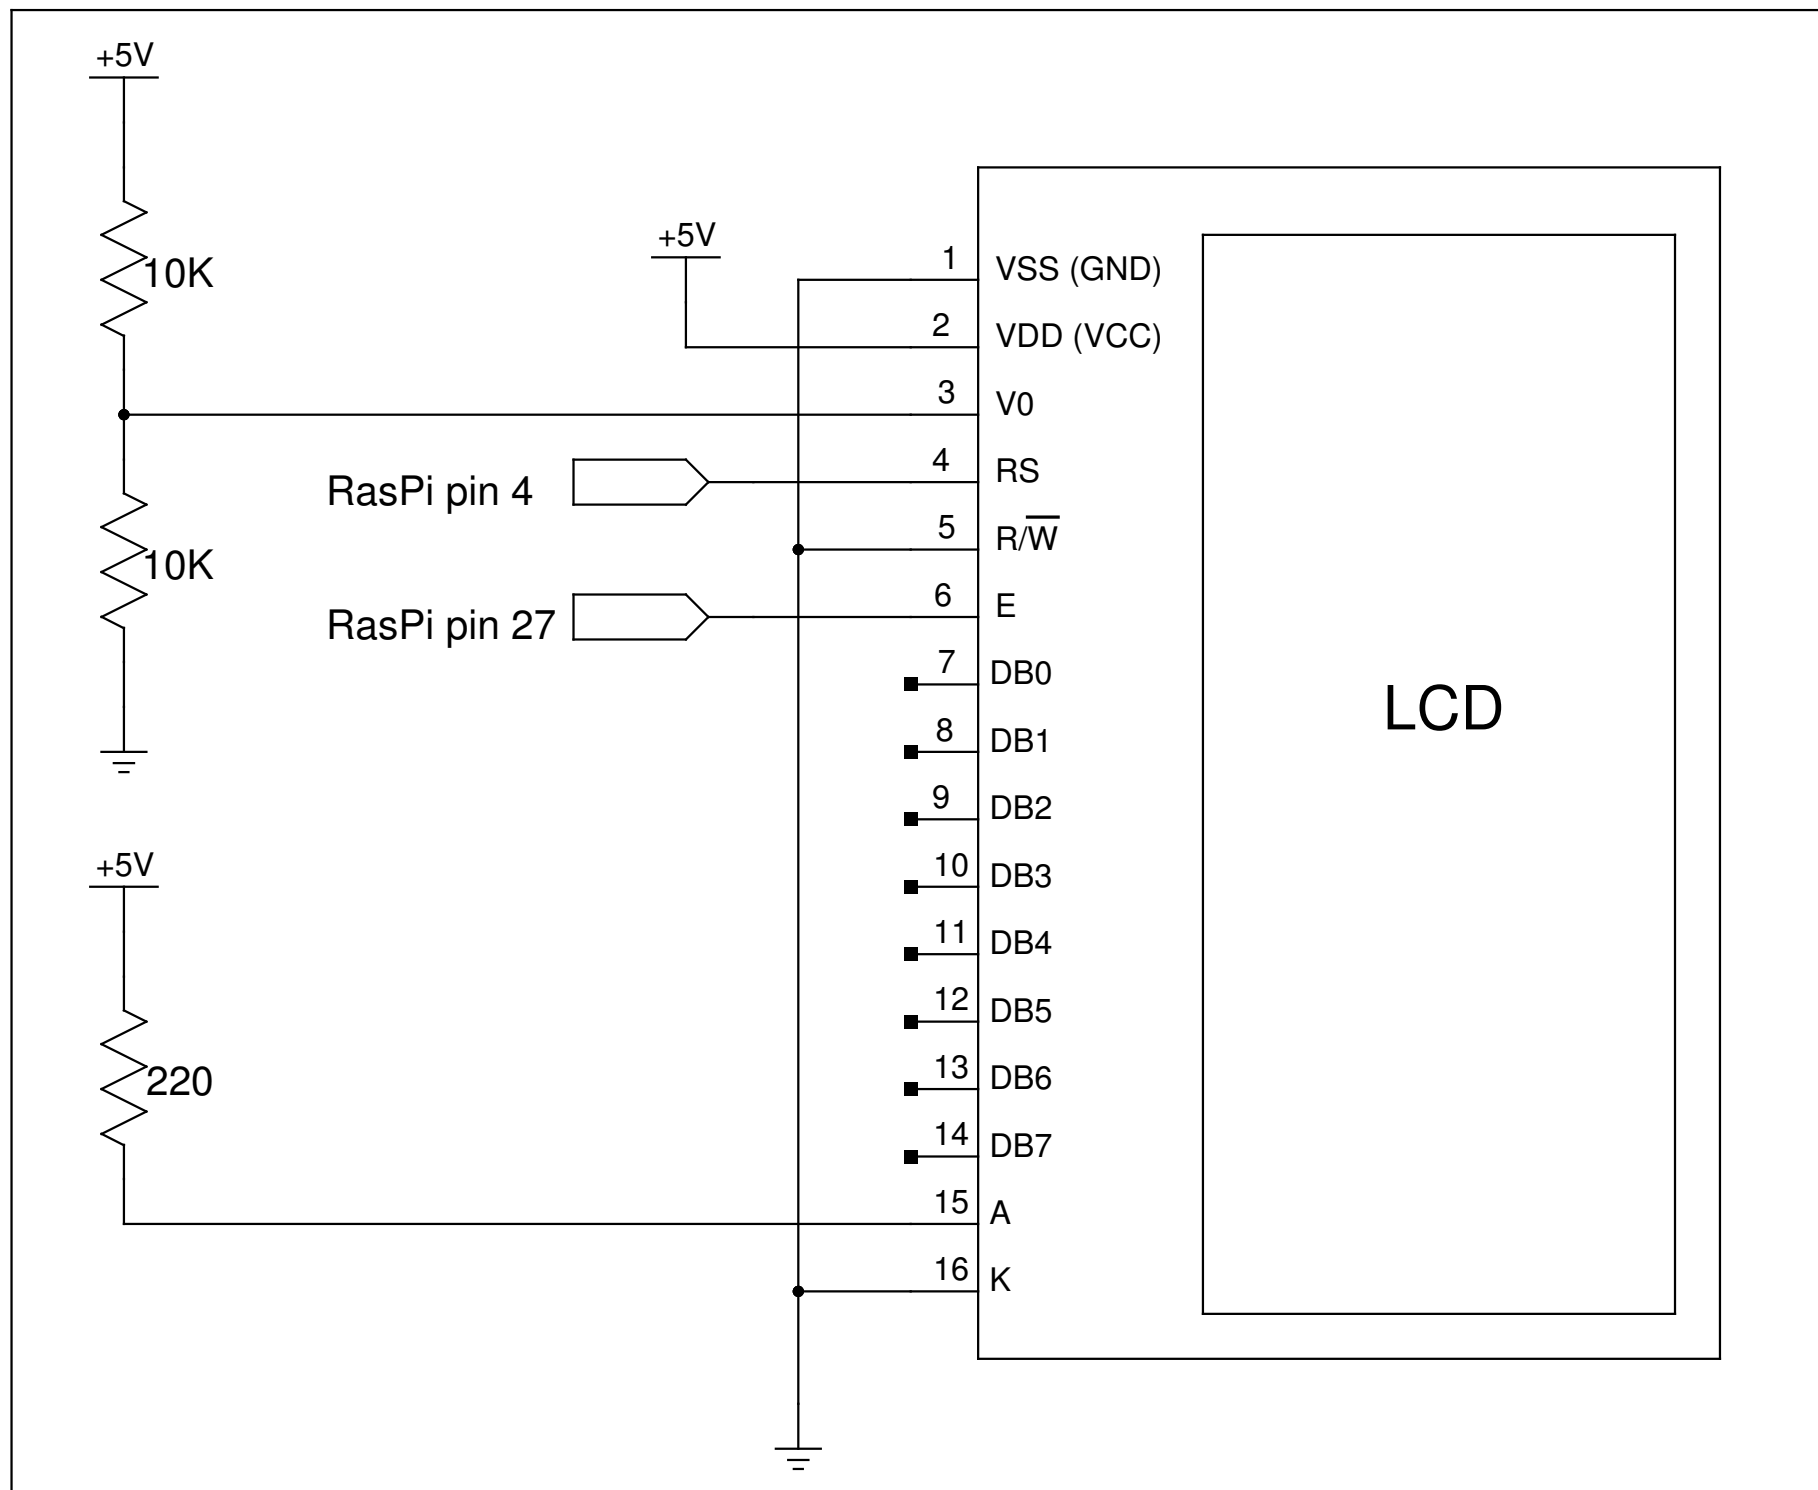 +5V
10K
10K
+5V
220
+5V
RasPi pin 4
RasPi pin 27
1 VSS (GND)
2 VDD (VCC)
3 V0
4 RS
5 R/W̅
6 E
7 DB0
8 DB1
9 DB2
10 DB3
11 DB4
12 DB5
13 DB6
14 DB7
15 A
16 K
LCD